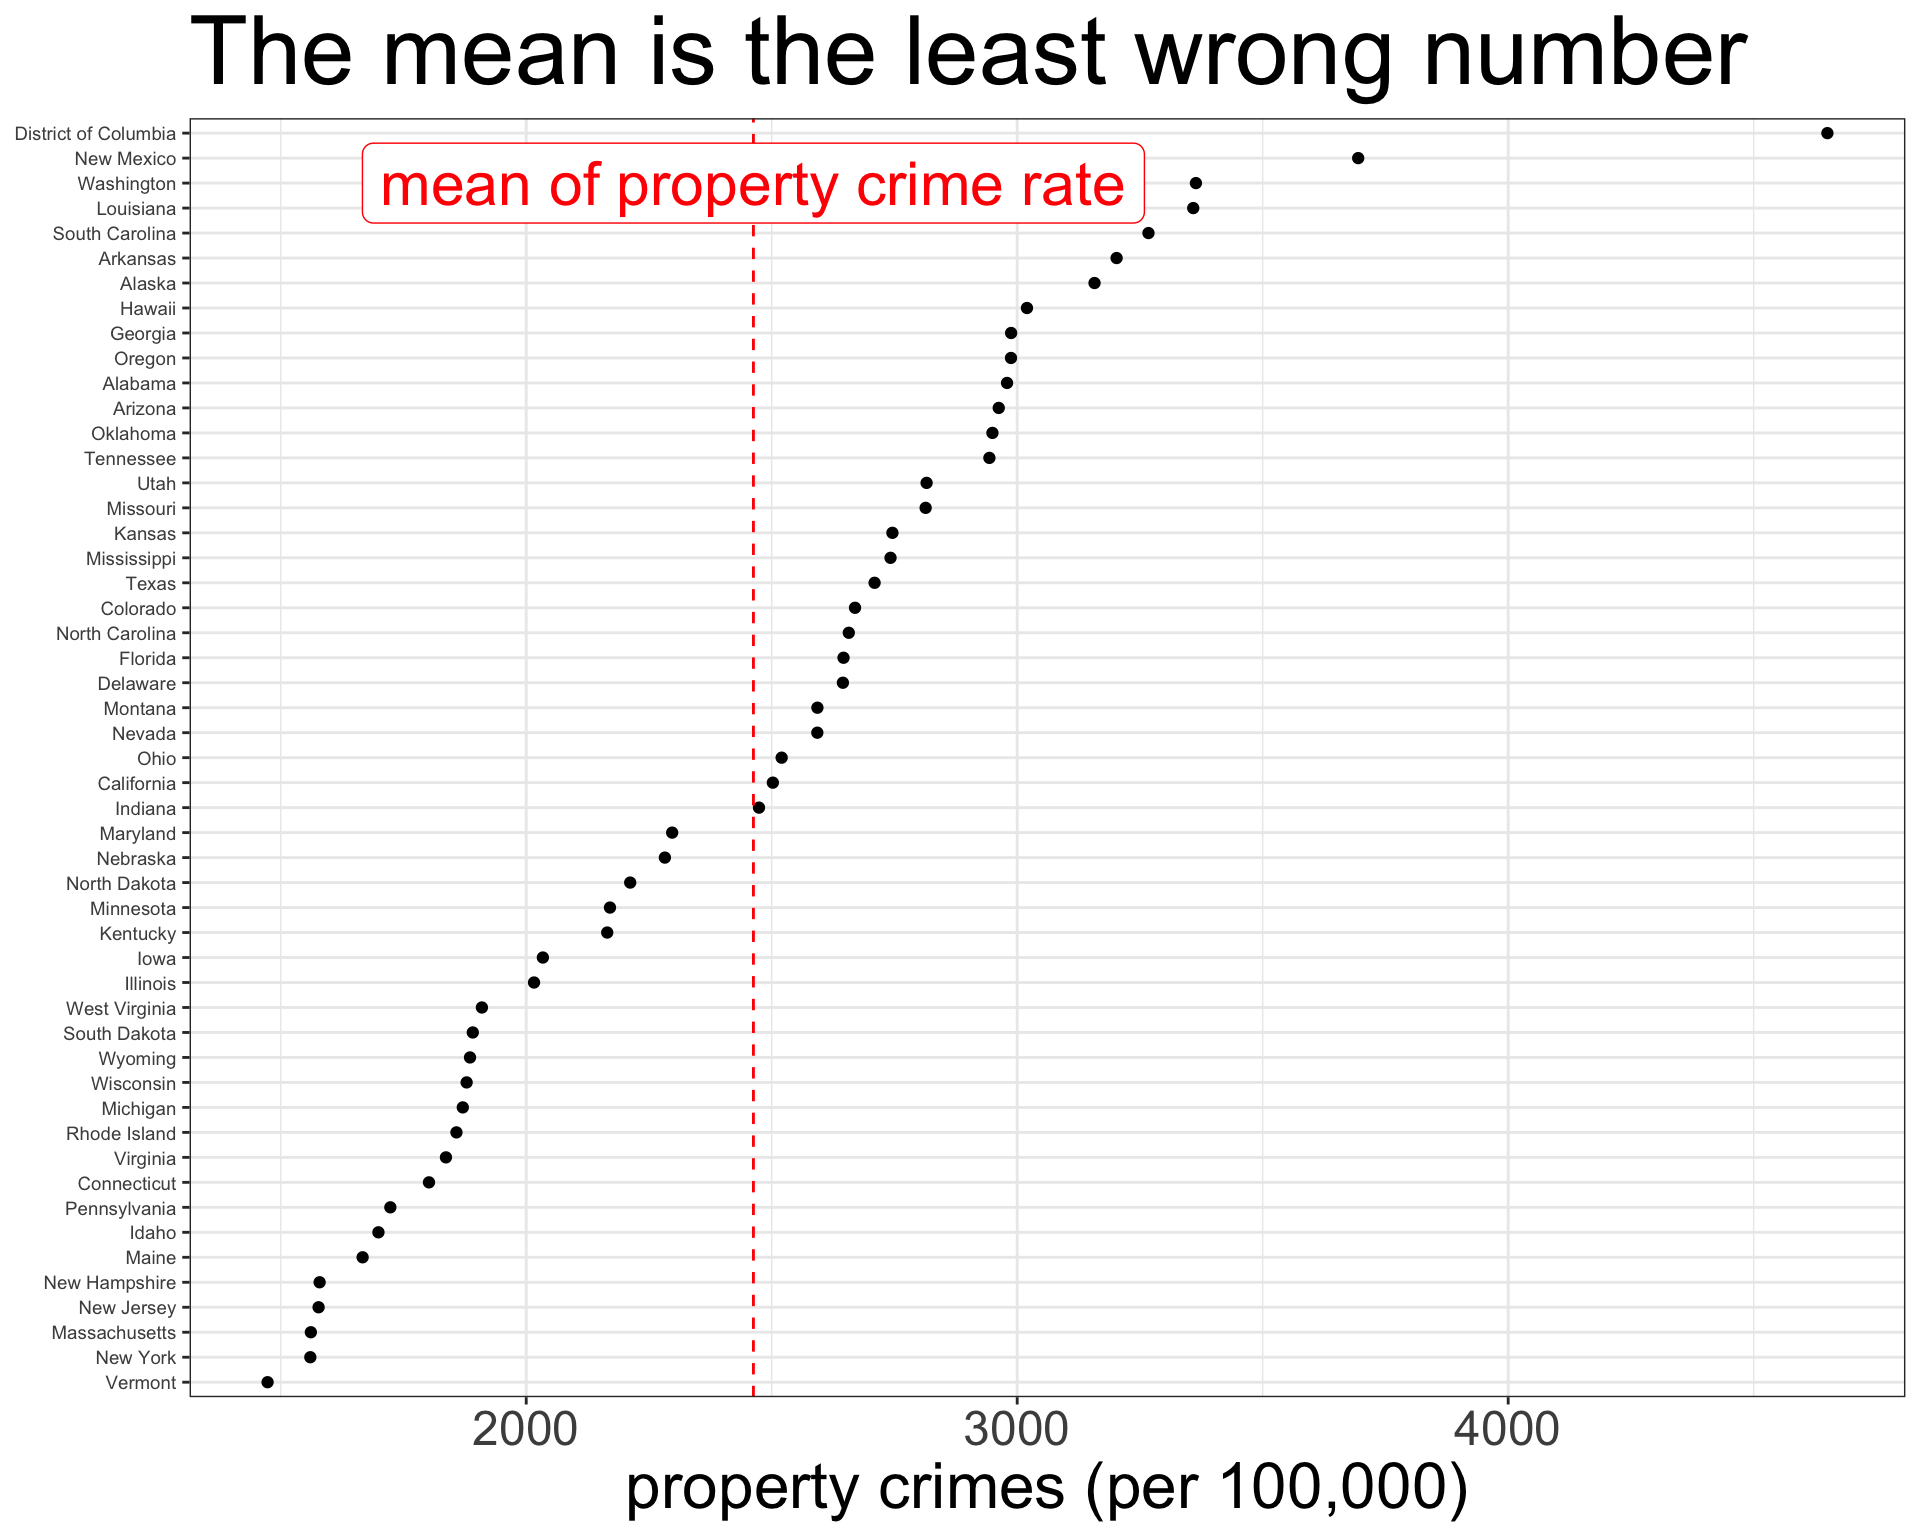 The mean is the least wrong number
District of Columbia
New Mexico
mean of property crime rate
Washington
Louisiana
South Carolina
Arkansas
Alaska
Hawaii
Georgia
Oregon
Alabama
Arizona
Oklahoma
Tennessee
Utah
Missouri
Kansas
Mississippi
Texas
Colorado
North Carolina
Florida
Delaware
Montana
Nevada
Ohio
California
Indiana
Maryland
Nebraska
North Dakota
Minnesota
Kentucky
Iowa
Illinois
West Virginia
South Dakota
Wyoming
Wisconsin
Michigan
Rhode Island
Virginia
Connecticut
Pennsylvania
Idaho
Maine
New Hampshire
New Jersey
Massachusetts
New York
Vermont
2000 3000 4000
property crimes (per 100,000)